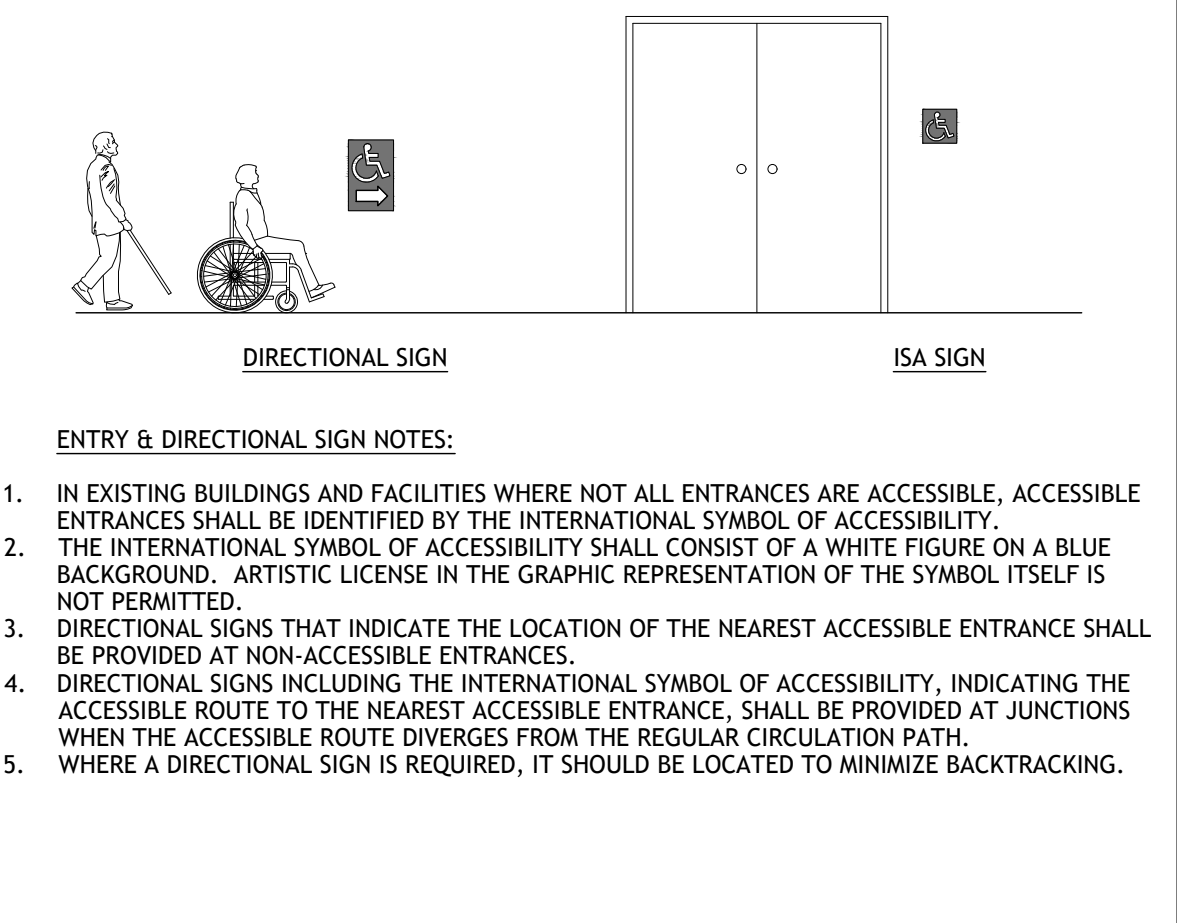 DIRECTIONAL SIGN
ISA SIGN
ENTRY & DIRECTIONAL SIGN NOTES:
1. IN EXISTING BUILDINGS AND FACILITIES WHERE NOT ALL ENTRANCES ARE ACCESSIBLE, ACCESSIBLE
ENTRANCES SHALL BE IDENTIFIED BY THE INTERNATIONAL SYMBOL OF ACCESSIBILITY.
2. THE INTERNATIONAL SYMBOL OF ACCESSIBILITY SHALL CONSIST OF A WHITE FIGURE ON A BLUE
BACKGROUND. ARTISTIC LICENSE IN THE GRAPHIC REPRESENTATION OF THE SYMBOL ITSELF IS
NOT PERMITTED.
3. DIRECTIONAL SIGNS THAT INDICATE THE LOCATION OF THE NEAREST ACCESSIBLE ENTRANCE SHALL
BE PROVIDED AT NON-ACCESSIBLE ENTRANCES.
4. DIRECTIONAL SIGNS INCLUDING THE INTERNATIONAL SYMBOL OF ACCESSIBILITY, INDICATING THE
ACCESSIBLE ROUTE TO THE NEAREST ACCESSIBLE ENTRANCE, SHALL BE PROVIDED AT JUNCTIONS
WHEN THE ACCESSIBLE ROUTE DIVERGES FROM THE REGULAR CIRCULATION PATH.
5. WHERE A DIRECTIONAL SIGN IS REQUIRED, IT SHOULD BE LOCATED TO MINIMIZE BACKTRACKING.